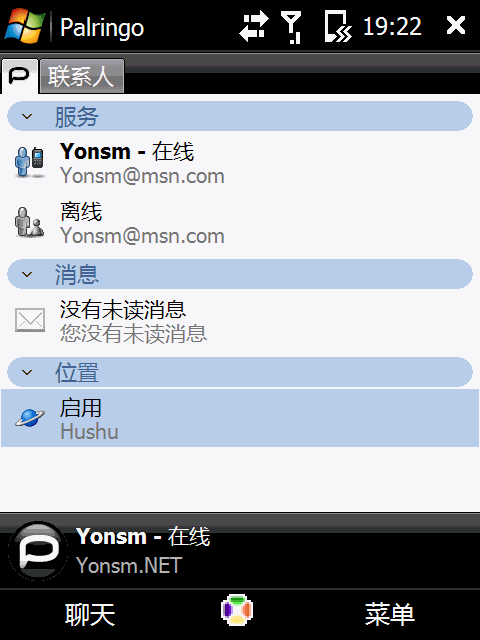 Palringo 19:22
联系人
服务
Yonsm - 在线
Yonsm@msn.com
离线
Yonsm@msn.com
消息
没有未读消息
您没有未读消息
位置
启用
Hushu
Yonsm - 在线
Yonsm.NET
聊天 菜单